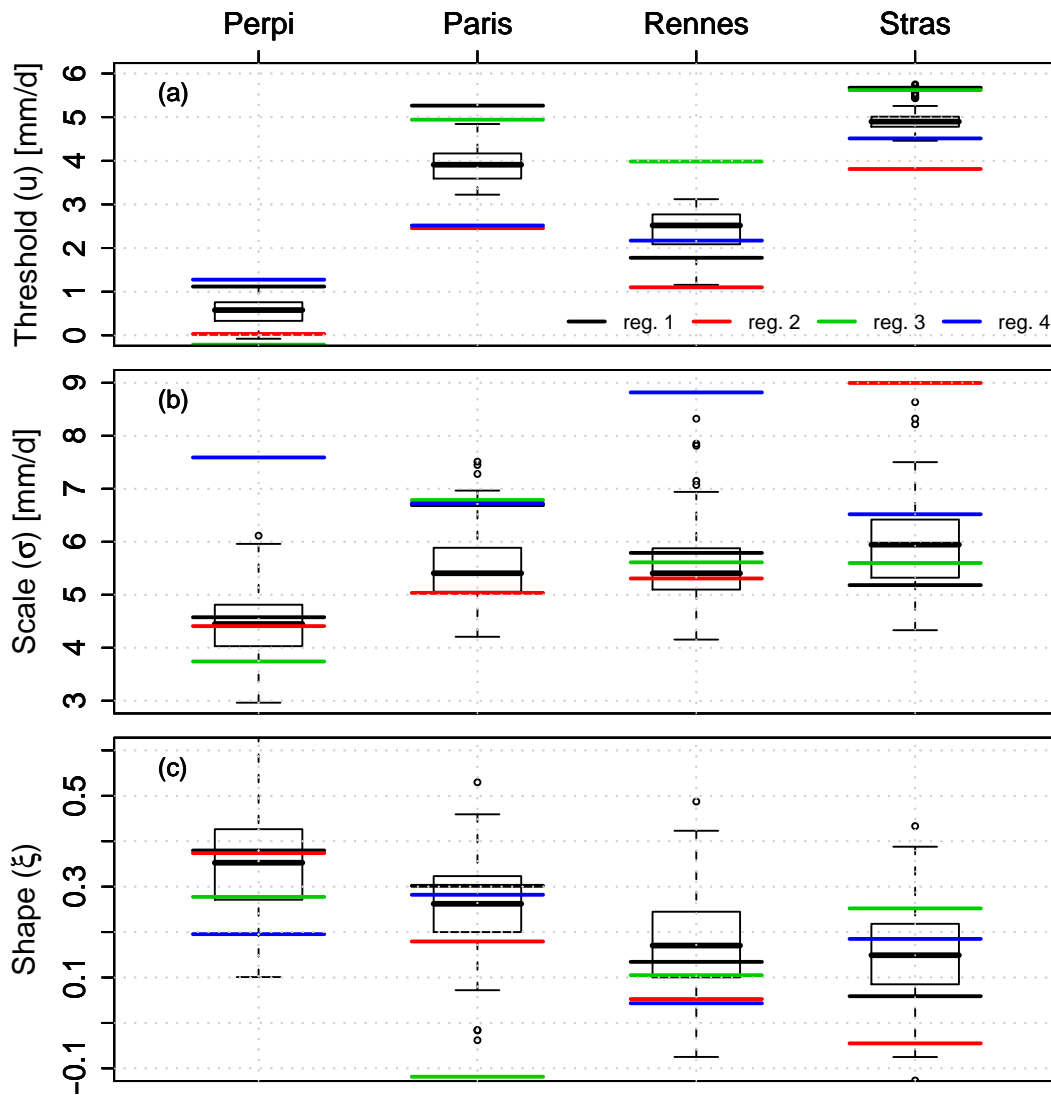 Perpi Paris Rennes Stras
(a)
Threshold (u) [mm/d]
6
5
4
3
2
1
0
reg. 1 reg. 2 reg. 3 reg. 4
(b)
Scale (σ) [mm/d]
9
8
7
6
5
4
3
(c)
Shape (ξ)
0.5
0.3
0.1
−0.1